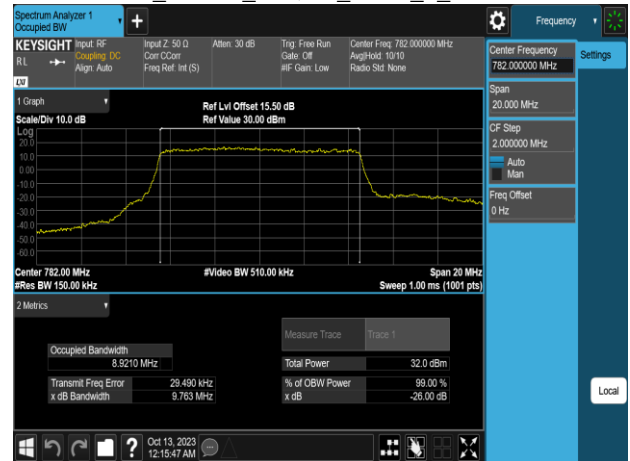 Spectrum Analyzer 1
Occupied BW
Frequency
KEYSIGHT
RL
LXI
Input: RF
Coupling: DC
Align: Auto
Input Z: 50 Ω
Corr CCorr
Freq Ref: Int (S)
Atten: 30 dB
Trig: Free Run
Gate: Off
#IF Gain: Low
Center Freq: 782.000000 MHz
Avg|Hold: 10/10
Radio Std: None
Center Frequency
782.000000 MHz
Settings
Span
20.000 MHz
CF Step
2.000000 MHz
Auto
Man
Freq Offset
0 Hz
1 Graph
Scale/Div 10.0 dB
Ref Lvl Offset 15.50 dB
Ref Value 30.00 dBm
Log
20.0
10.0
0.00
-10.0
-20.0
-30.0
-40.0
-50.0
-60.0
Center 782.00 MHz
#Video BW 510.00 kHz
Span 20 MHz
#Res BW 150.00 kHz
Sweep 1.00 ms (1001 pts)
2 Metrics
Measure Trace
Trace 1
Occupied Bandwidth
8.9210 MHz
Total Power
32.0 dBm
Transmit Freq Error
29.490 kHz
% of OBW Power
99.00 %
x dB Bandwidth
9.763 MHz
x dB
-26.00 dB
Local
?
Oct 13, 2023
12:15:47 AM